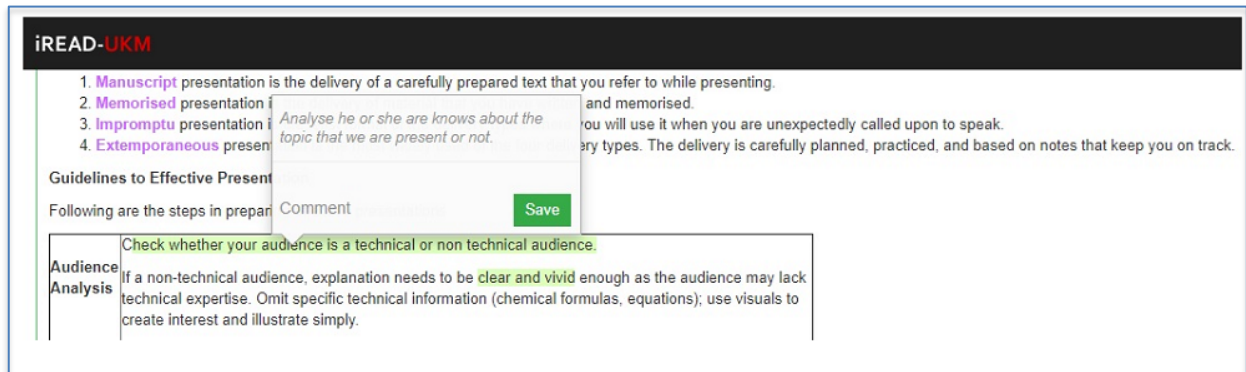 iREAD-UKM
1. Manuscript presentation is the delivery of a carefully prepared text that you refer to while presenting.
2. Memorised presentation i and memorised.
3. Impromptu presentation i you will use it when you are unexpectedly called upon to speak.
4. Extemporaneous present ery types. The delivery is carefully planned, practiced, and based on notes that keep you on track.
Analyse he or she are knows about the
topic that we are present or not.
Guidelines to Effective Present
Following are the steps in prepari
Comment
Save
Check whether your audience is a technical or non technical audience.
Audience
Analysis
If a non-technical audience, explanation needs to be clear and vivid enough as the audience may lack
technical expertise. Omit specific technical information (chemical formulas, equations); use visuals to
create interest and illustrate simply.